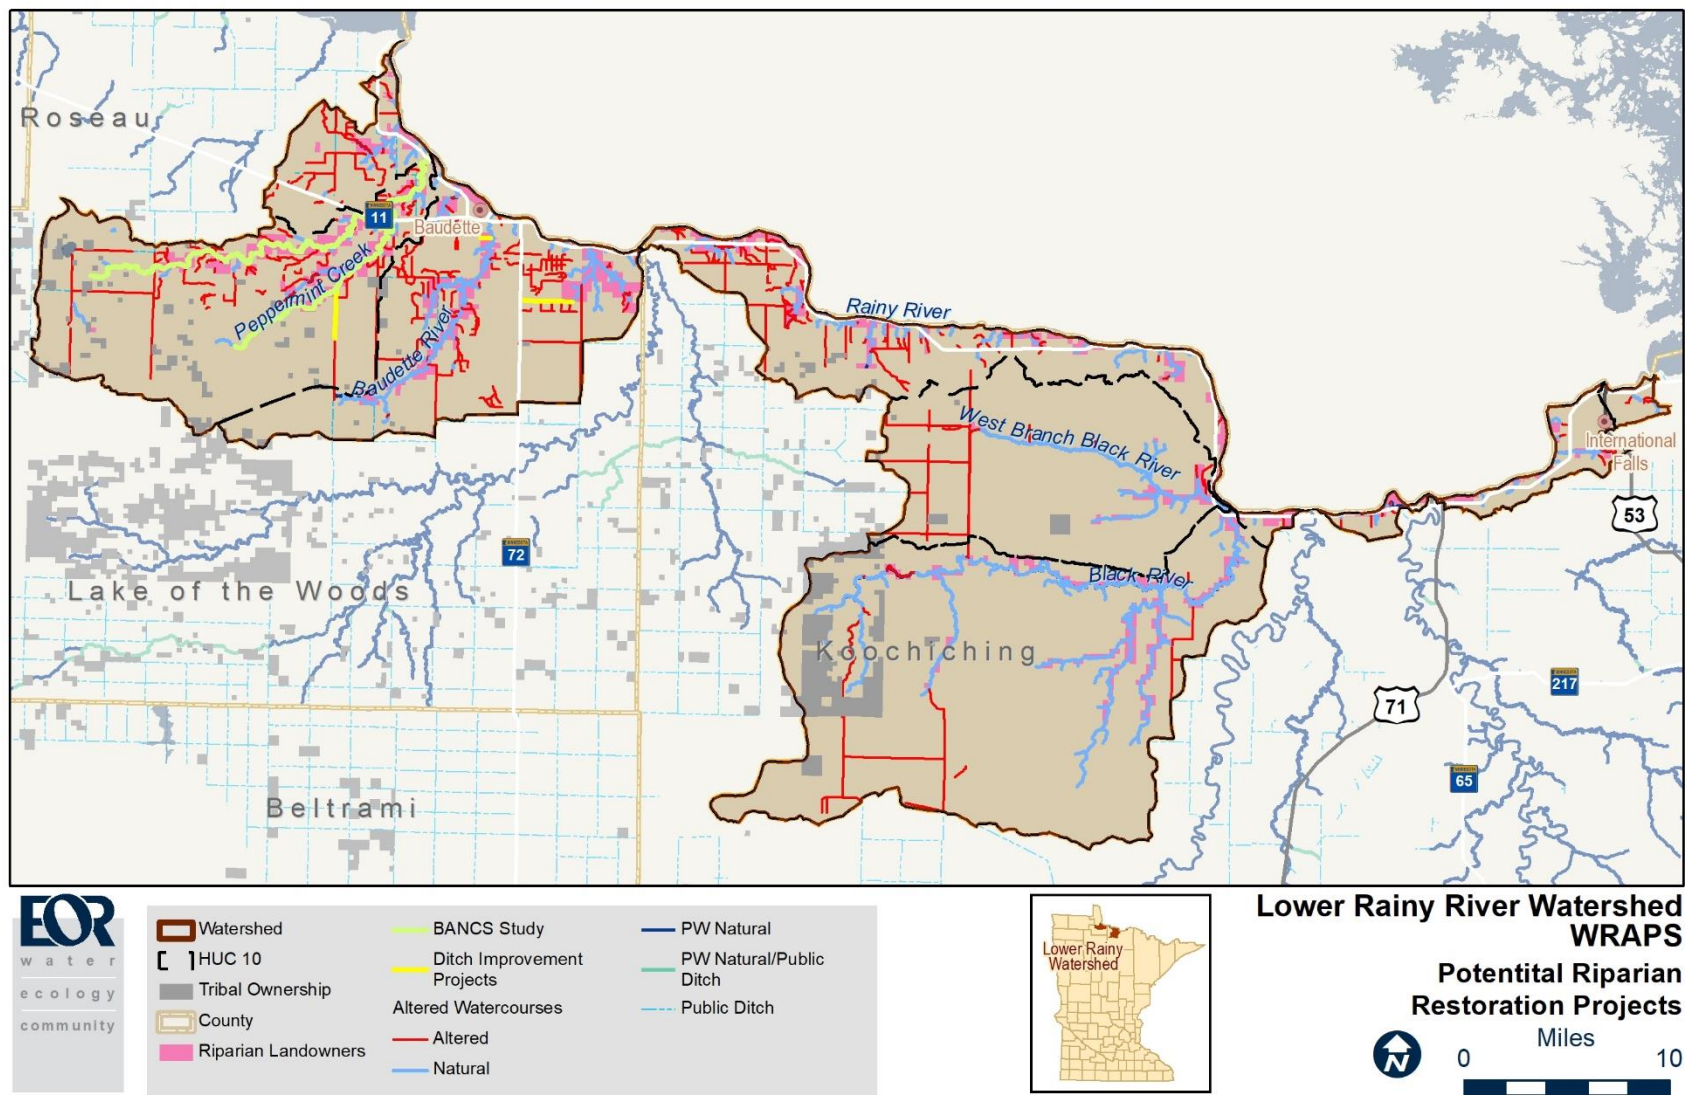 Roseau
11
Baudette
Peppermint Creek
Baudette River
Rainy River
West Branch Black River
International
Falls
53
72
Lake of the Woods
Black River
Koochiching
217
71
65
Beltrami
EOR
water
ecology
community
Watershed
HUC 10
Tribal Ownership
County
Riparian Landowners
BANCS Study
Ditch Improvement
Projects
Altered Watercourses
Altered
Natural
PW Natural
PW Natural/Public
Ditch
Public Ditch
Lower Rainy
Watershed
Lower Rainy River Watershed
WRAPS
Potentital Riparian
Restoration Projects
Miles
0 10
N